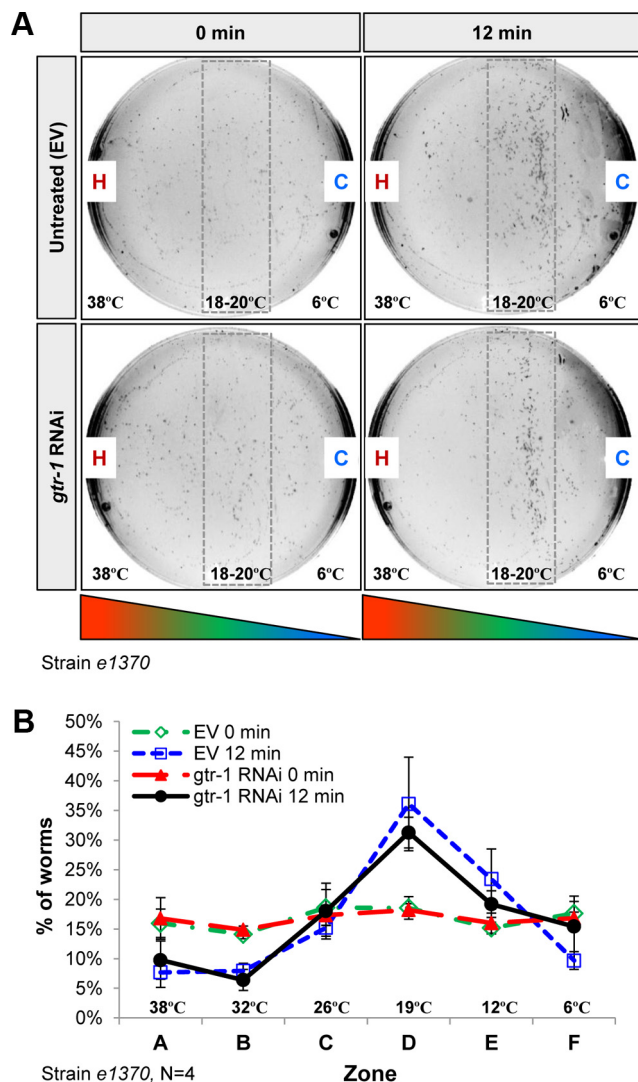 A
0 min
12 min
Untreated (EV)
H
C
38ºC
18-20ºC
6ºC
H
C
38ºC
18-20ºC
6ºC
gtr-1 RNAi
H
C
38ºC
18-20ºC
6ºC
H
C
38ºC
18-20ºC
6ºC
Strain e1370
B
50%
45%
40%
35%
30%
25%
20%
15%
10%
5%
0%
% of worms
EV 0 min
EV 12 min
gtr-1 RNAi 0 min
gtr-1 RNAi 12 min
38ºC
32ºC
26ºC
19ºC
12ºC
6ºC
A
B
C
D
E
F
Strain e1370, N=4
Zone